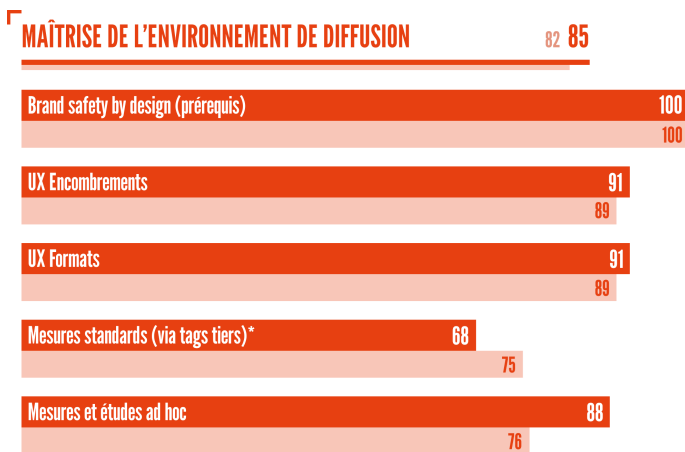 MAÎTRISE DE L'ENVIRONNEMENT DE DIFFUSION 82 85
Brand safety by design (prérequis) 100
100
UX Encombrements 91
89
UX Formats 91
89
Mesures standards (via tags tiers)* 68
75
Mesures et études ad hoc 88
76